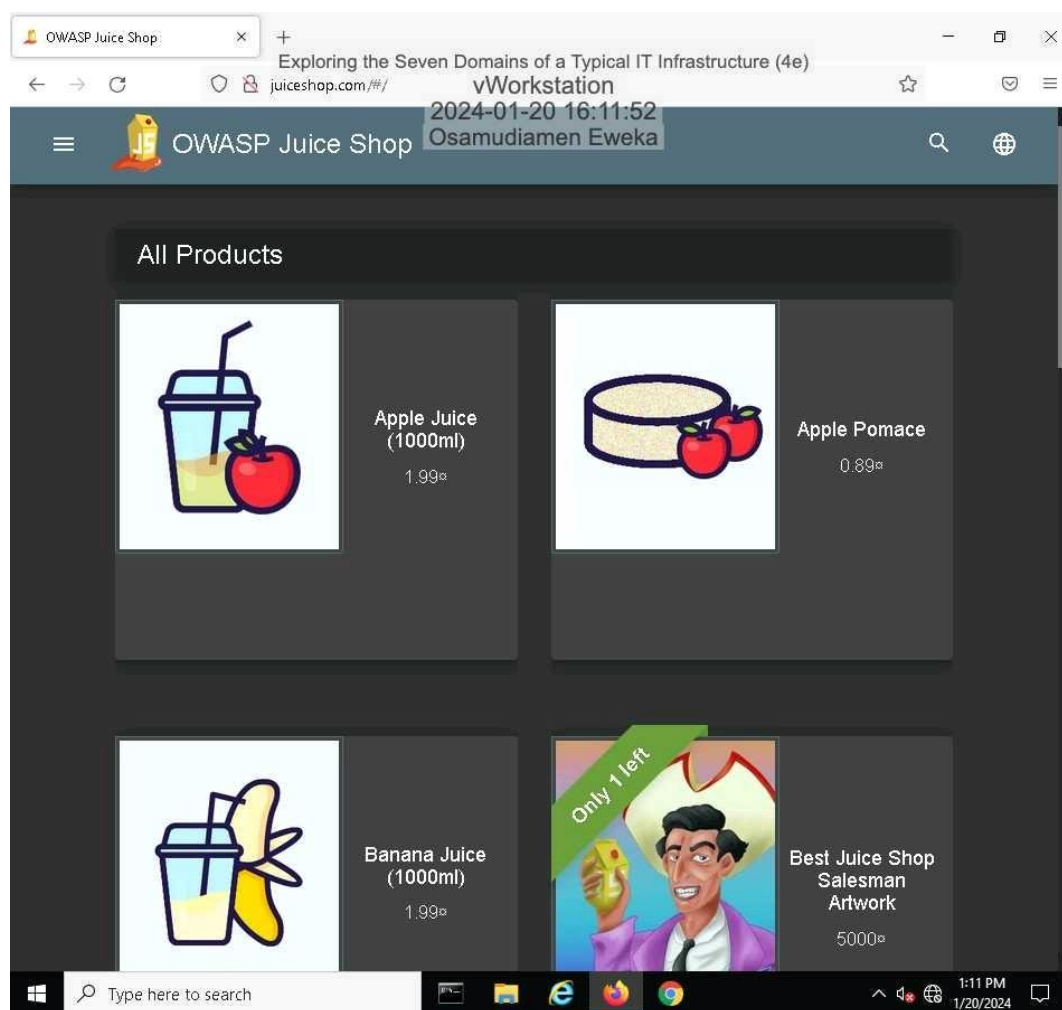 OWASP Juice Shop
Exploring the Seven Domains of a Typical IT Infrastructure (4e)
juiceshop.com/#/
vWorkstation
2024-01-20 16:11:52
Osamudiamen Eweka
JS
OWASP Juice Shop
All Products
Apple Juice
(1000ml)
1.99¤
Apple Pomace
0.89¤
Banana Juice
(1000ml)
1.99¤
Only 1 left
Best Juice Shop
Salesman
Artwork
5000¤
Type here to search
1:11 PM
1/20/2024